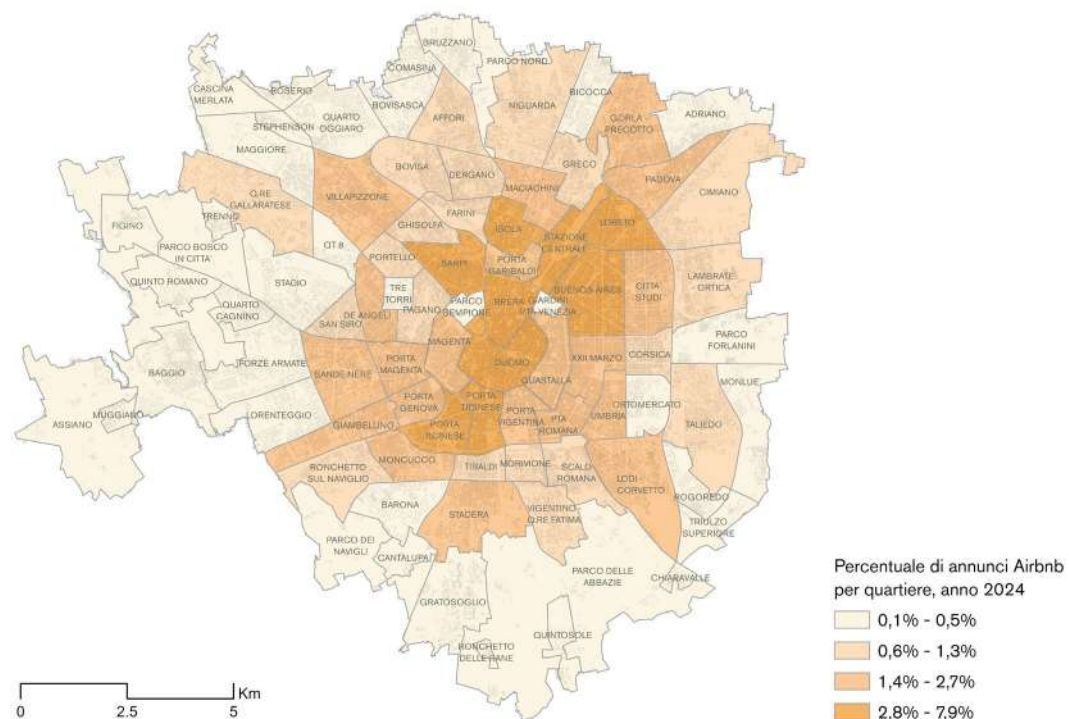 BRUZZANO
COMASINA
PARCO NORD
CASCINA
MERLATA
ROSERIO
QUARTO
OGGIARO
BOVISASCA
AFFORI
NIGUARDA
BICOCCA
GORLA
PRECOTTO
ADRIANO
STEPHENSON
MAGGIORE
BOVISA
DERGANO
GRECO
Q.RE
GALLARATESE
VILLAPIZZONE
MACIACHINI
PADOVA
CIMIANO
TRENNO
FIGINO
GHISOLFA
FARINI
ISOLA
LORETO
PARCO BOSCO
IN CITTA'
QT 8
PORTELLO
SARPI
PORTA
GARIBALDI
STAZIONE
CENTRALE
QUINTO ROMANO
STADIO
TRE
TORRI
PAGANO
PARCO
SEMPIONE
BRERA
GIARDINI
P.TA VENEZIA
BUENOS AIRES
CITTA
STUDI
LAMBRATE-
ORTICA
QUARTO
CAGNINO
DE ANGELI
SAN SIRO
MAGENTA
DUOMO
XXII MARZO
CORSICA
PARCO
FORLANINI
BAGGIO
FORZE ARMATE
BANDE NERE
PORTA
MAGENTA
GUASTALLA
MONLUE'
ASSIANO
MUGGIANO
LORENTEGGIO
GIAMBELLINO
PORTA
GENOVA
PORTA
TICINESE
PORTA
TICINESE
PORTA
VIGENTINA
PTA
ROMANA
UMBRIA
ORTOMERCATO
TALIEDO
RONCHETTO
SUL NAVIGLIO
MONCUCCO
TIBALDI
MORIVIONE
SCALO
ROMANA
LODI-
CORVETTO
BARONA
STADERA
VIGENTINO-
Q.RE FATIMA
ROGOREDO
TRIULZO
SUPERIORE
PARCO DEI
NAVIGLI
CANTALUPA
PARCO DELLE
ABBAZIE
CHIARAVALLE
GRATOSOGLIO
QUINTOSOLE
RONCHETTO
DELLE RANE
Percentuale di annunci Airbnb
per quartiere, anno 2024
0,1% - 0,5%
0,6% - 1,3%
1,4% - 2,7%
2.8% - 7.9%
Km
0 2.5 5